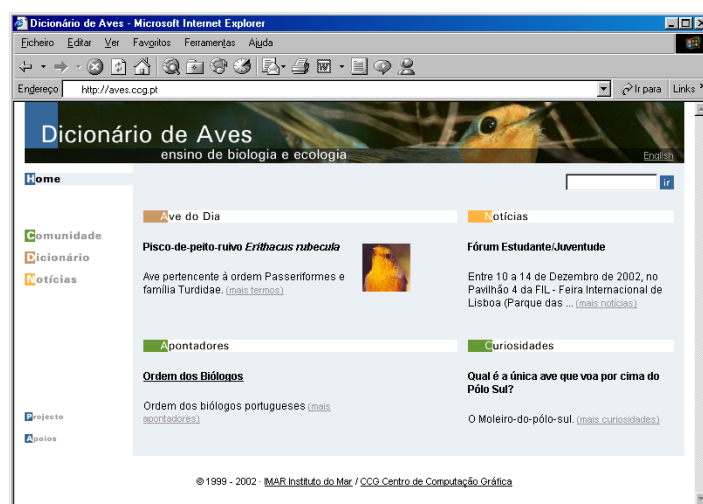 Dicionário de Aves - Microsoft Internet Explorer
Ficheiro Editar Ver Favoritos Ferramentas Ajuda
Endereço http://aves.ccg.pt Ir para Links
Dicionário de Aves
ensino de biologia e ecologia
English
Home
ir
Comunidade
Dicionário
Notícias
Projecto
Apoios
Ave do Dia
Pisco-de-peito-ruivo Erithacus rubecula
Ave pertencente à ordem Passeriformes e
família Turdidae. (mais termos)
Notícias
Fórum Estudante/Juventude
Entre 10 a 14 de Dezembro de 2002, no
Pavilhão 4 da FIL - Feira Internacional de
Lisboa (Parque das ... (mais notícias)
Apontadores
Ordem dos Biólogos
Ordem dos biólogos portugueses (mais
apontadores)
Curiosidades
Qual é a única ave que voa por cima do
Pólo Sul?
O Moleiro-do-pólo-sul. (mais curiosidades)
© 1999 - 2002 · IMAR Instituto do Mar / CCG Centro de Computação Gráfica